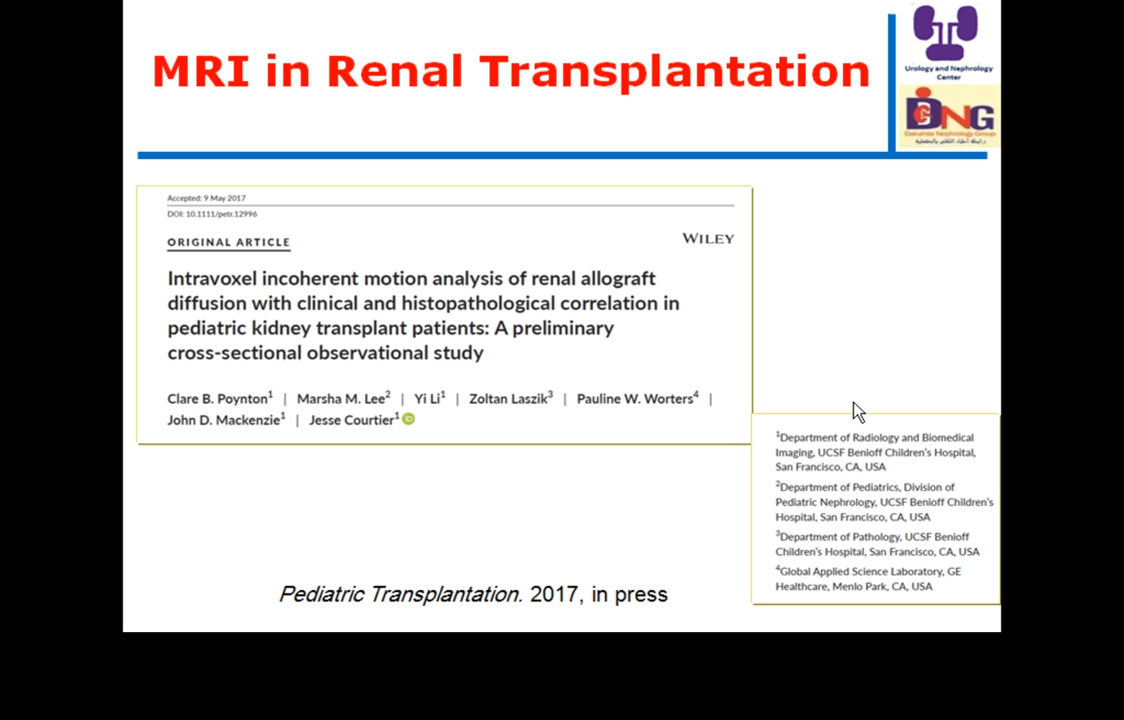 MRI in Renal Transplantation
Urology and Nephrology
Center
DNG
Dakahlia Nephrology Group
Accepted: 9 May 2017
DOI: 10.1111/petr.12996
ORIGINAL ARTICLE
WILEY
Intravoxel incoherent motion analysis of renal allograft
diffusion with clinical and histopathological correlation in
pediatric kidney transplant patients: A preliminary
cross-sectional observational study
Clare B. Poynton1 | Marsha M. Lee2 | Yi Li1 | Zoltan Laszik3 | Pauline W. Worters4 |
John D. Mackenzie1 | Jesse Courtier1 iD
1Department of Radiology and Biomedical
Imaging, UCSF Benioff Children's Hospital,
San Francisco, CA, USA
2Department of Pediatrics, Division of
Pediatric Nephrology, UCSF Benioff Children's
Hospital, San Francisco, CA, USA
3Department of Pathology, UCSF Benioff
Children's Hospital, San Francisco, CA, USA
4Global Applied Science Laboratory, GE
Healthcare, Menlo Park, CA, USA
Pediatric Transplantation. 2017, in press